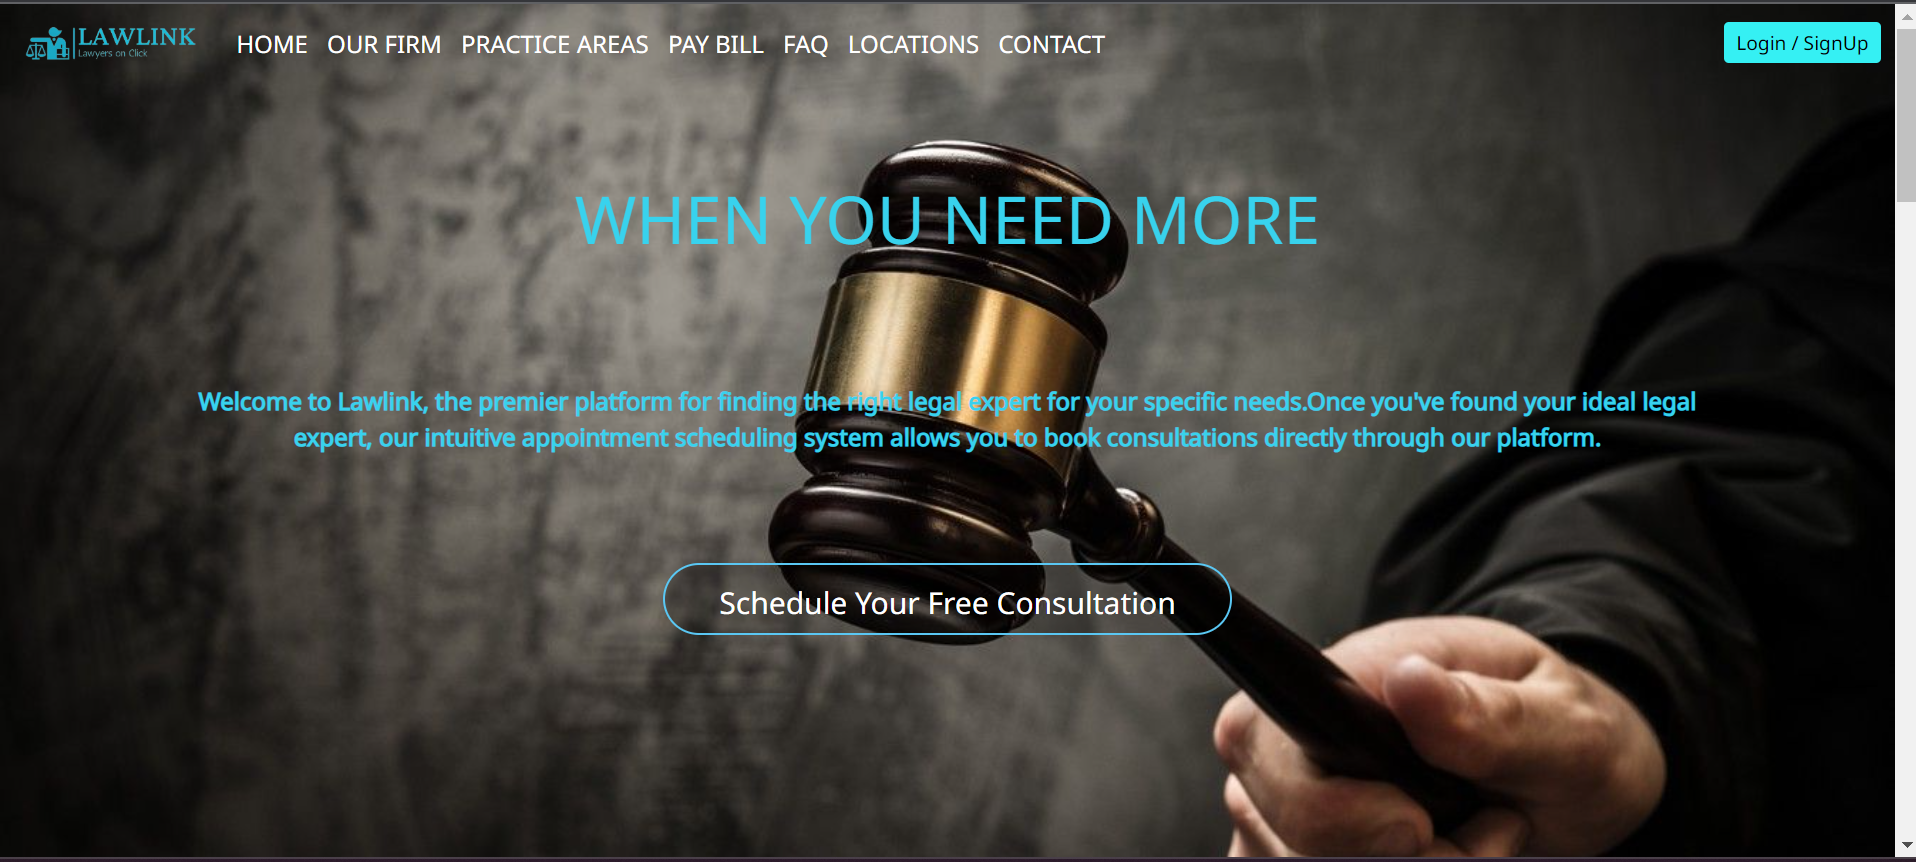 LAWLINK
Lawyers on Click
HOME OUR FIRM PRACTICE AREAS PAY BILL FAQ LOCATIONS CONTACT
Login / SignUp
WHEN YOU NEED MORE
Welcome to Lawlink, the premier platform for finding the right legal expert for your specific needs.Once you've found your ideal legal
expert, our intuitive appointment scheduling system allows you to book consultations directly through our platform.
Schedule Your Free Consultation